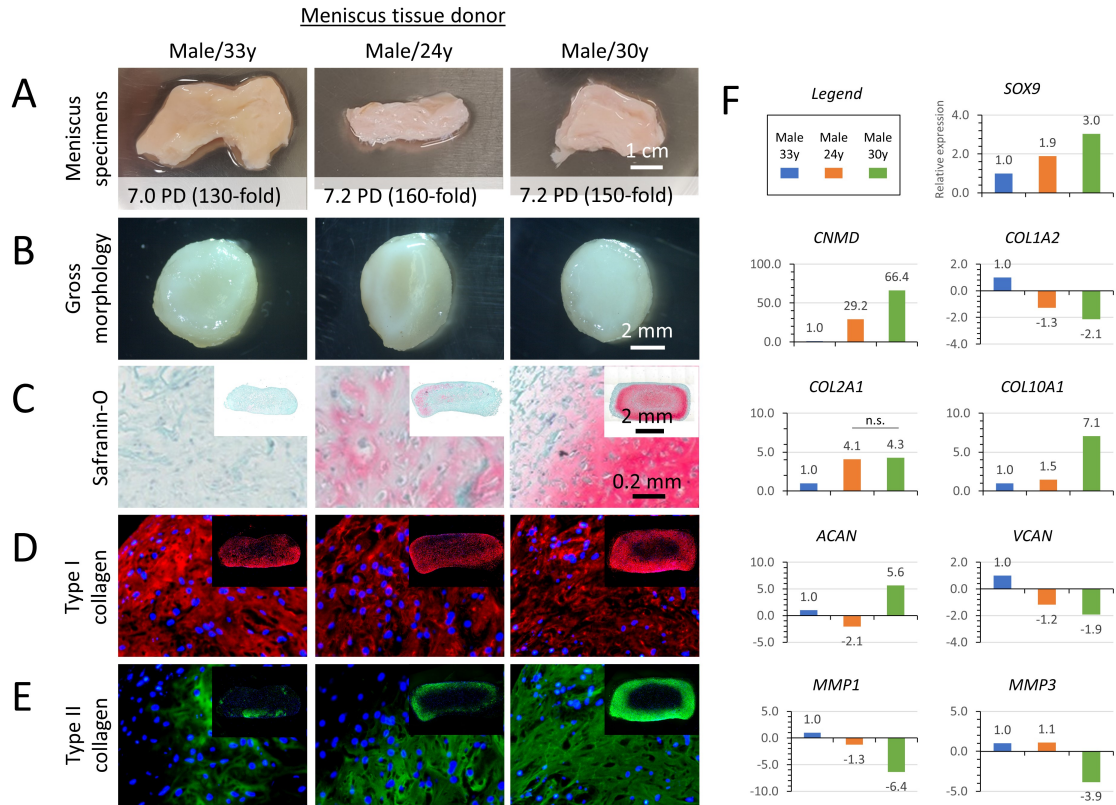 Meniscus tissue donor
Male/33y
Male/24y
Male/30y
A
Meniscus
specimens
7.0 PD (130-fold)
7.2 PD (160-fold)
7.2 PD (150-fold)
1 cm
B
Gross
morphology
2 mm
C
Safranin-O
2 mm
0.2 mm
D
Type I
collagen
E
Type II
collagen
F
Legend
Male
33y
Male
24y
Male
30y
SOX9
Relative expression
4.0
2.0
0.0
1.0
1.9
3.0
CNMD
100.0
50.0
0.0
1.0
29.2
66.4
COL1A2
2.0
0.0
-2.0
-4.0
1.0
-1.3
-2.1
COL2A1
10.0
5.0
0.0
1.0
4.1
4.3
n.s.
COL10A1
10.0
5.0
0.0
1.0
1.5
7.1
ACAN
10.0
5.0
0.0
-5.0
1.0
-2.1
5.6
VCAN
2.0
0.0
-2.0
-4.0
1.0
-1.2
-1.9
MMP1
5.0
0.0
-5.0
-10.0
1.0
-1.3
-6.4
MMP3
5.0
0.0
-5.0
1.0
1.1
-3.9